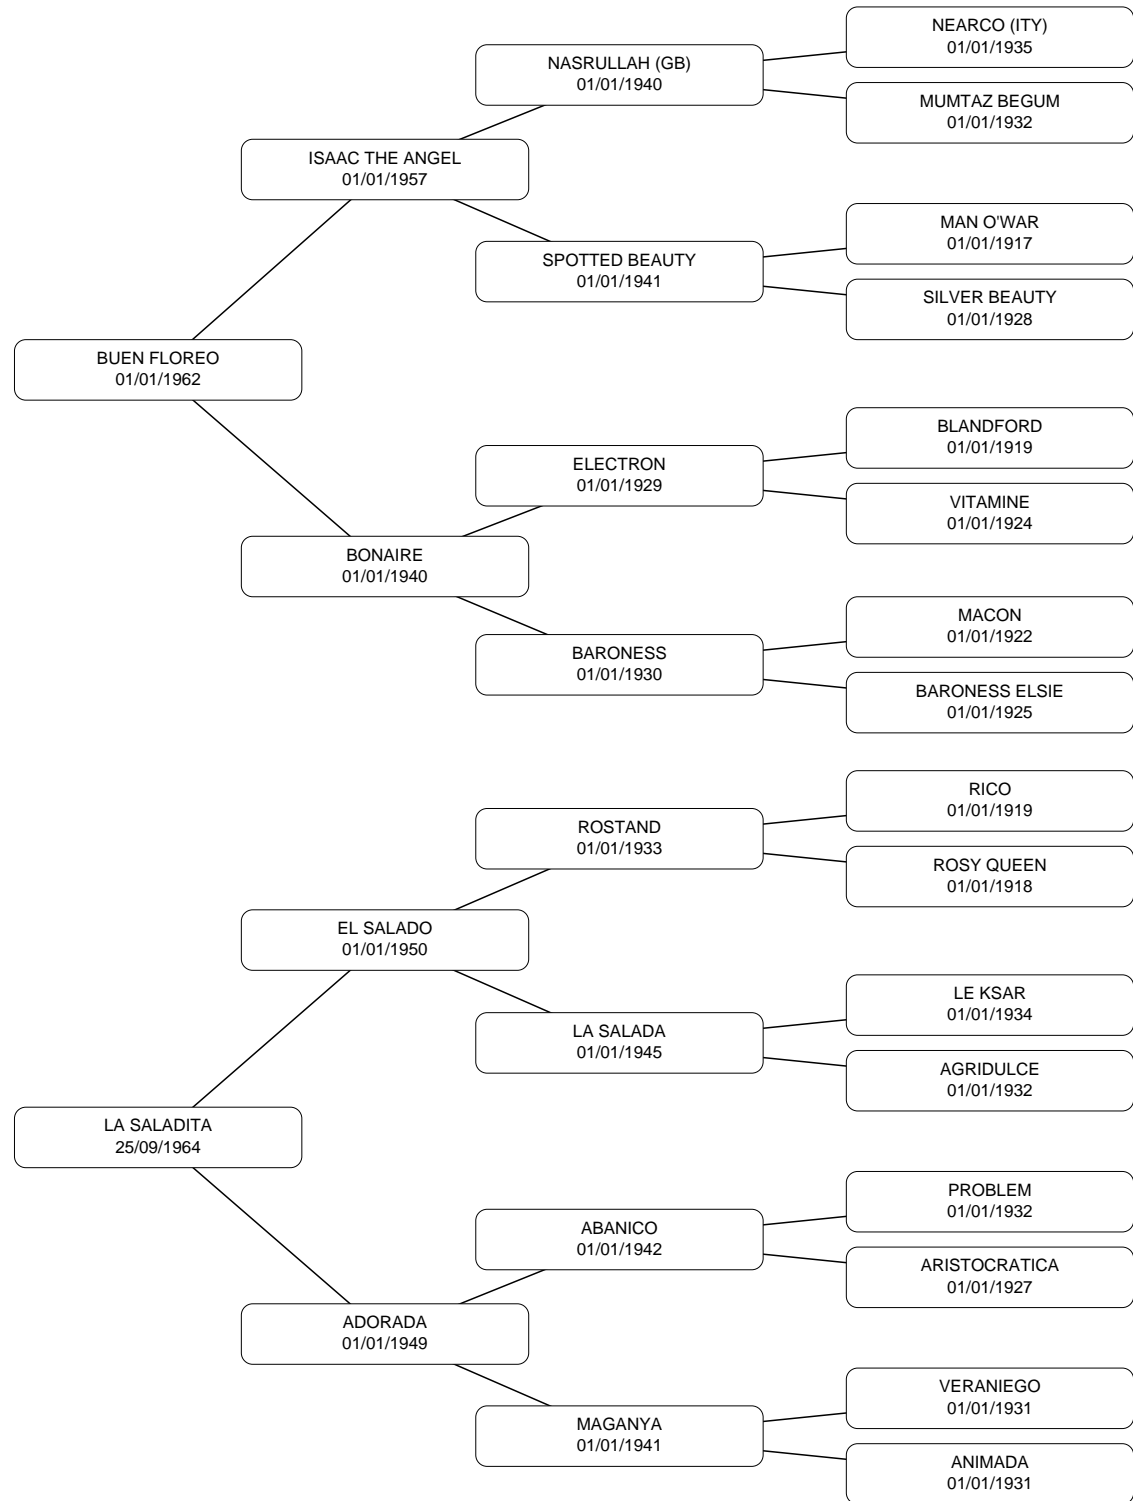 NEARCO (ITY)
01/01/1935
NASRULLAH (GB)
01/01/1940
MUMTAZ BEGUM
01/01/1932
ISAAC THE ANGEL
01/01/1957
MAN O'WAR
01/01/1917
SPOTTED BEAUTY
01/01/1941
SILVER BEAUTY
01/01/1928
BUEN FLOREO
01/01/1962
BLANDFORD
01/01/1919
ELECTRON
01/01/1929
VITAMINE
01/01/1924
BONAIRE
01/01/1940
MACON
01/01/1922
BARONESS
01/01/1930
BARONESS ELSIE
01/01/1925
RICO
01/01/1919
ROSTAND
01/01/1933
ROSY QUEEN
01/01/1918
EL SALADO
01/01/1950
LE KSAR
01/01/1934
LA SALADA
01/01/1945
AGRIDULCE
01/01/1932
LA SALADITA
25/09/1964
PROBLEM
01/01/1932
ABANICO
01/01/1942
ARISTOCRATICA
01/01/1927
ADORADA
01/01/1949
VERANIEGO
01/01/1931
MAGANYA
01/01/1941
ANIMADA
01/01/1931